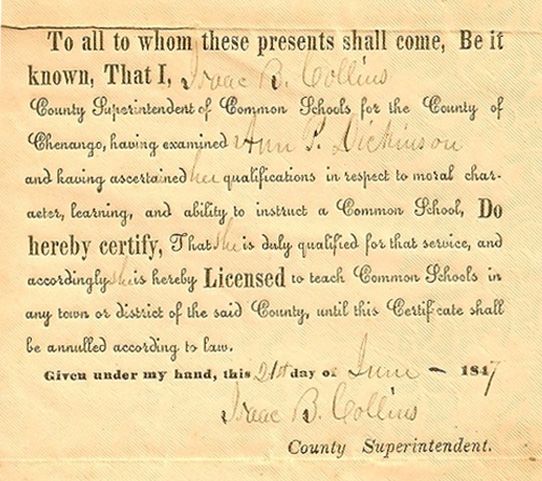 To all to whom these presents shall come, Be it
known, That I, Isaac B. Collins
County Superintendent of Common Schools for the County of
Chenango, having examined Ann P. Dickinson
and having ascertained her qualifications in respect to moral char-
acter, learning, and ability to instruct a Common School, Do
hereby certify, That she is duly qualified for that service, and
accordingly she is hereby Licensed to teach Common Schools in
any town or district of the said County, until this Certificate shall
be annulled according to law.
Given under my hand, this 21st day of June - 1847
Isaac B. Collins
County Superintendent.